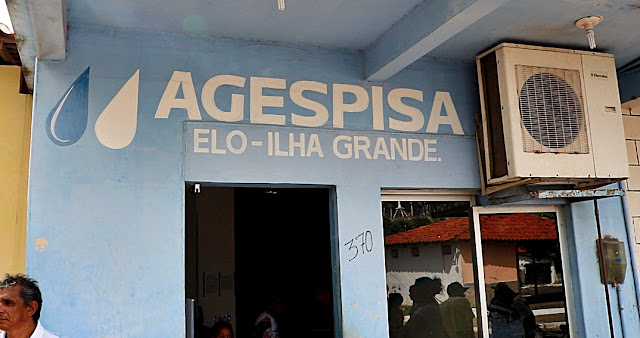 AGESPISA
ELO - ILHA GRANDE.
370